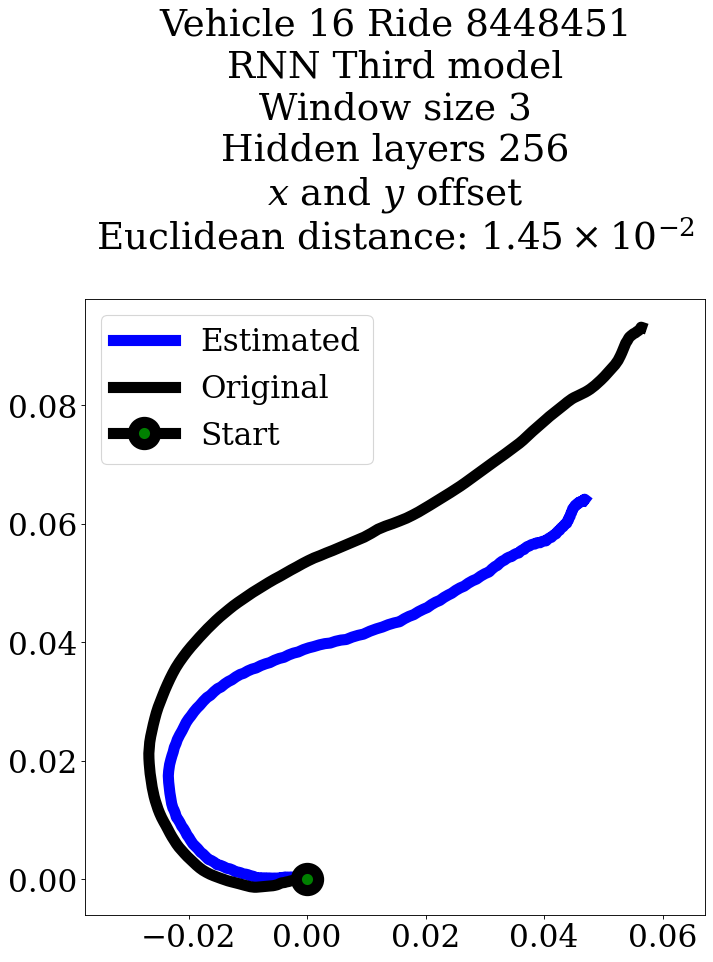 Vehicle 16 Ride 8448451
RNN Third model
Window size 3
Hidden layers 256
x and y offset
Euclidean distance: 1.45 × 10⁻²
Estimated
Original
Start
0.08
0.06
0.04
0.02
0.00
−0.02
0.00
0.02
0.04
0.06